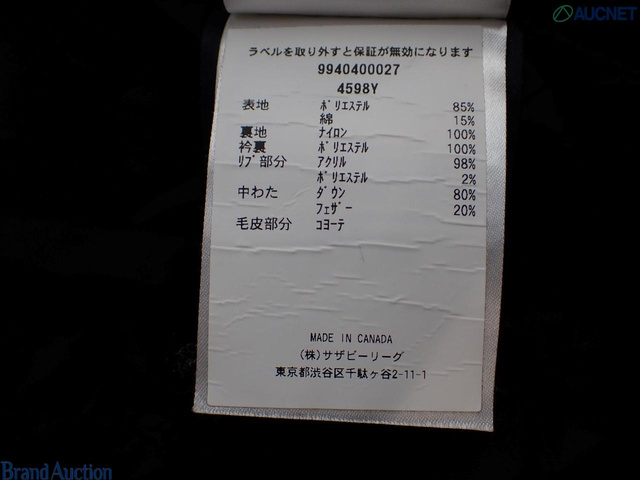 AUCNET
ラベルを取り外すと保証が無効になります
9940400027
4598Y
表地 ﾎﾟﾘｴｽﾃﾙ 85%
綿 15%
裏地 ﾅｲﾛﾝ 100%
衿裏 ﾎﾟﾘｴｽﾃﾙ 100%
ﾘﾌﾞ部分 ｱｸﾘﾙ 98%
ﾎﾟﾘｴｽﾃﾙ 2%
中わた ﾀﾞｳﾝ 80%
ﾌｪｻﾞｰ 20%
毛皮部分 ｺﾖｰﾃ
MADE IN CANADA
(株)サザビーリーグ
東京都渋谷区千駄ヶ谷2-11-1
BRAND AUCTION